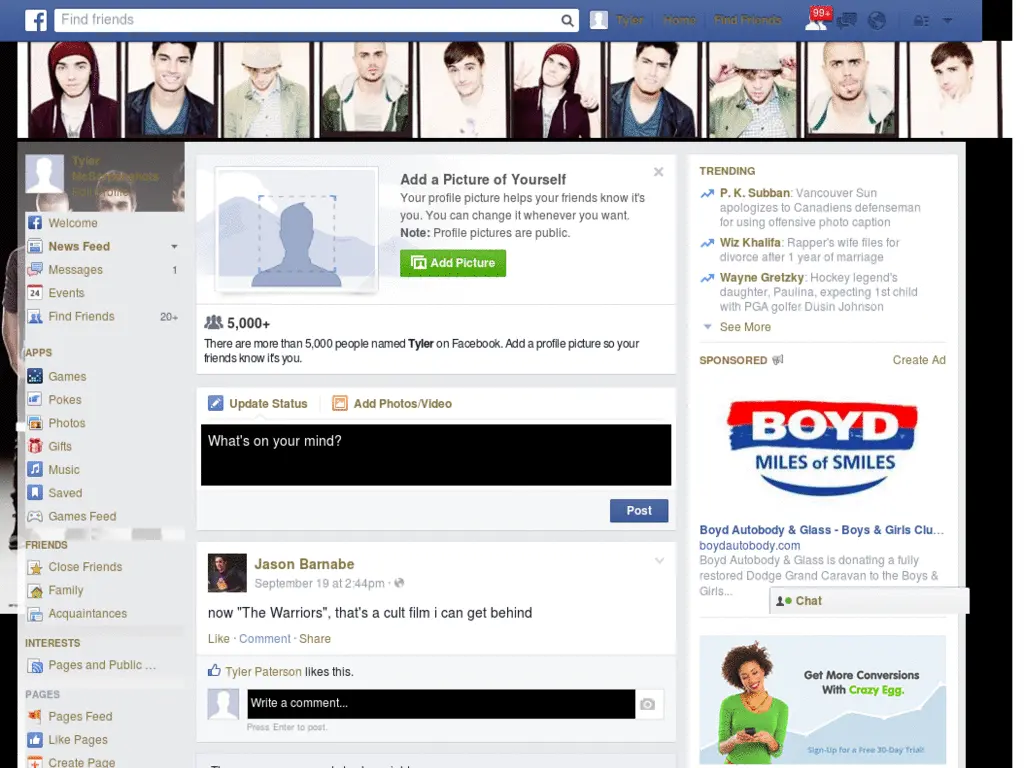 Find friends
Tyler Home Find Friends 99+
Tyler
McScreenshots
Edit Profile
Welcome
News Feed
Messages 1
24 Events
Find Friends 20+
APPS
Games
Pokes
Photos
Gifts
Music
Saved
Games Feed
FRIENDS
Close Friends
Family
Acquaintances
INTERESTS
Pages and Public ...
PAGES
Pages Feed
Like Pages
Create Page
Add a Picture of Yourself
Your profile picture helps your friends know it's
you. You can change it whenever you want.
Note: Profile pictures are public.
Add Picture
5,000+
There are more than 5,000 people named Tyler on Facebook. Add a profile picture so your
friends know it's you.
Update Status Add Photos/Video
What's on your mind?
Post
Jason Barnabe
September 19 at 2:44pm ·
now "The Warriors", that's a cult film i can get behind
Like · Comment · Share
Tyler Paterson likes this.
Write a comment...
Press Enter to post.
TRENDING
P. K. Subban: Vancouver Sun
apologizes to Canadiens defenseman
for using offensive photo caption
Wiz Khalifa: Rapper's wife files for
divorce after 1 year of marriage
Wayne Gretzky: Hockey legend's
daughter, Paulina, expecting 1st child
with PGA golfer Dusin Johnson
See More
SPONSORED Create Ad
BOYD
MILES of SMILES
Boyd Autobody & Glass - Boys & Girls Clu...
boydautobody.com
Boyd Autobody & Glass is donating a fully
restored Dodge Grand Caravan to the Boys &
Girls...
Chat
Get More Conversions
With Crazy Egg.
Sign-Up for a Free 30-Day Trial!